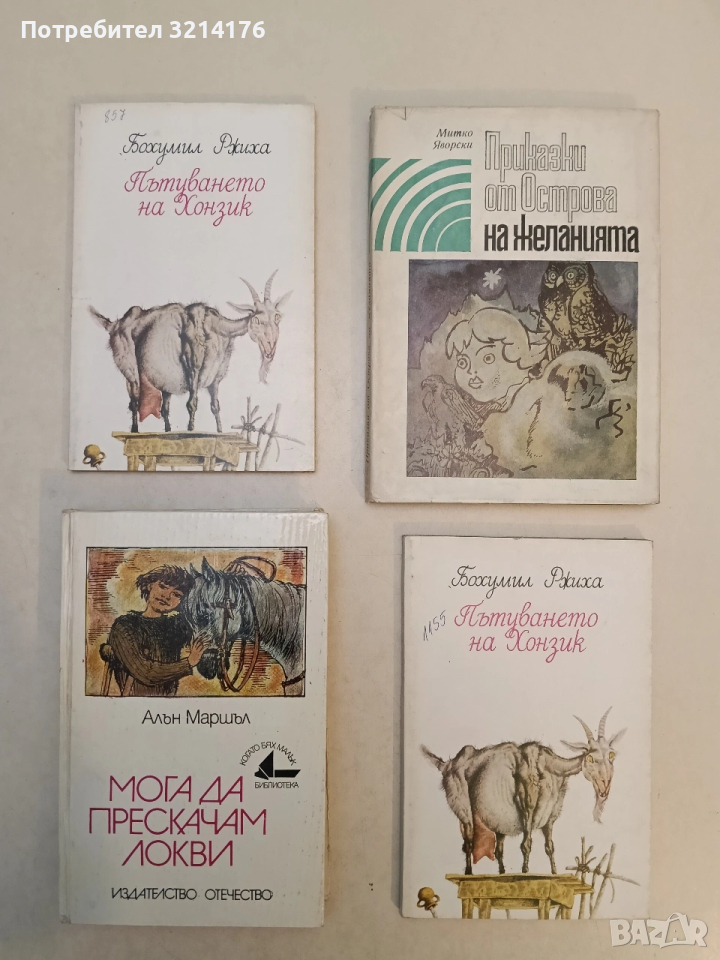 Потребител 3214176
857
Бохумил Ржиха
Пътуването
на Хонзик
Митко
Яворски
Приказки
от Острова
на желанията
Алън Маршъл
КОГАТО БЯХ МАЛЪК
БИБЛИОТЕКА
МОГА ДА
ПРЕСКАЧАМ
ЛОКВИ
ИЗДАТЕЛСТВО ОТЕЧЕСТВО
Бохумил Ржиха
1155
Пътуването
на Хонзик
BAZAR